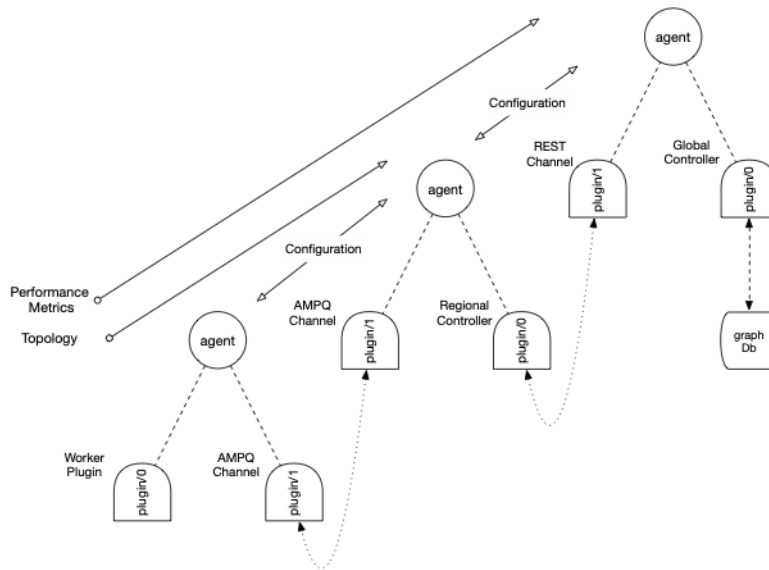 agent
Configuration
REST
Channel
Global
Controller
plugin/1
plugin/0
agent
Configuration
Performance
Metrics
AMPQ
Channel
Regional
Controller
plugin/1
plugin/0
Topology
agent
graph
Db
Worker
Plugin
AMPQ
Channel
plugin/0
plugin/1